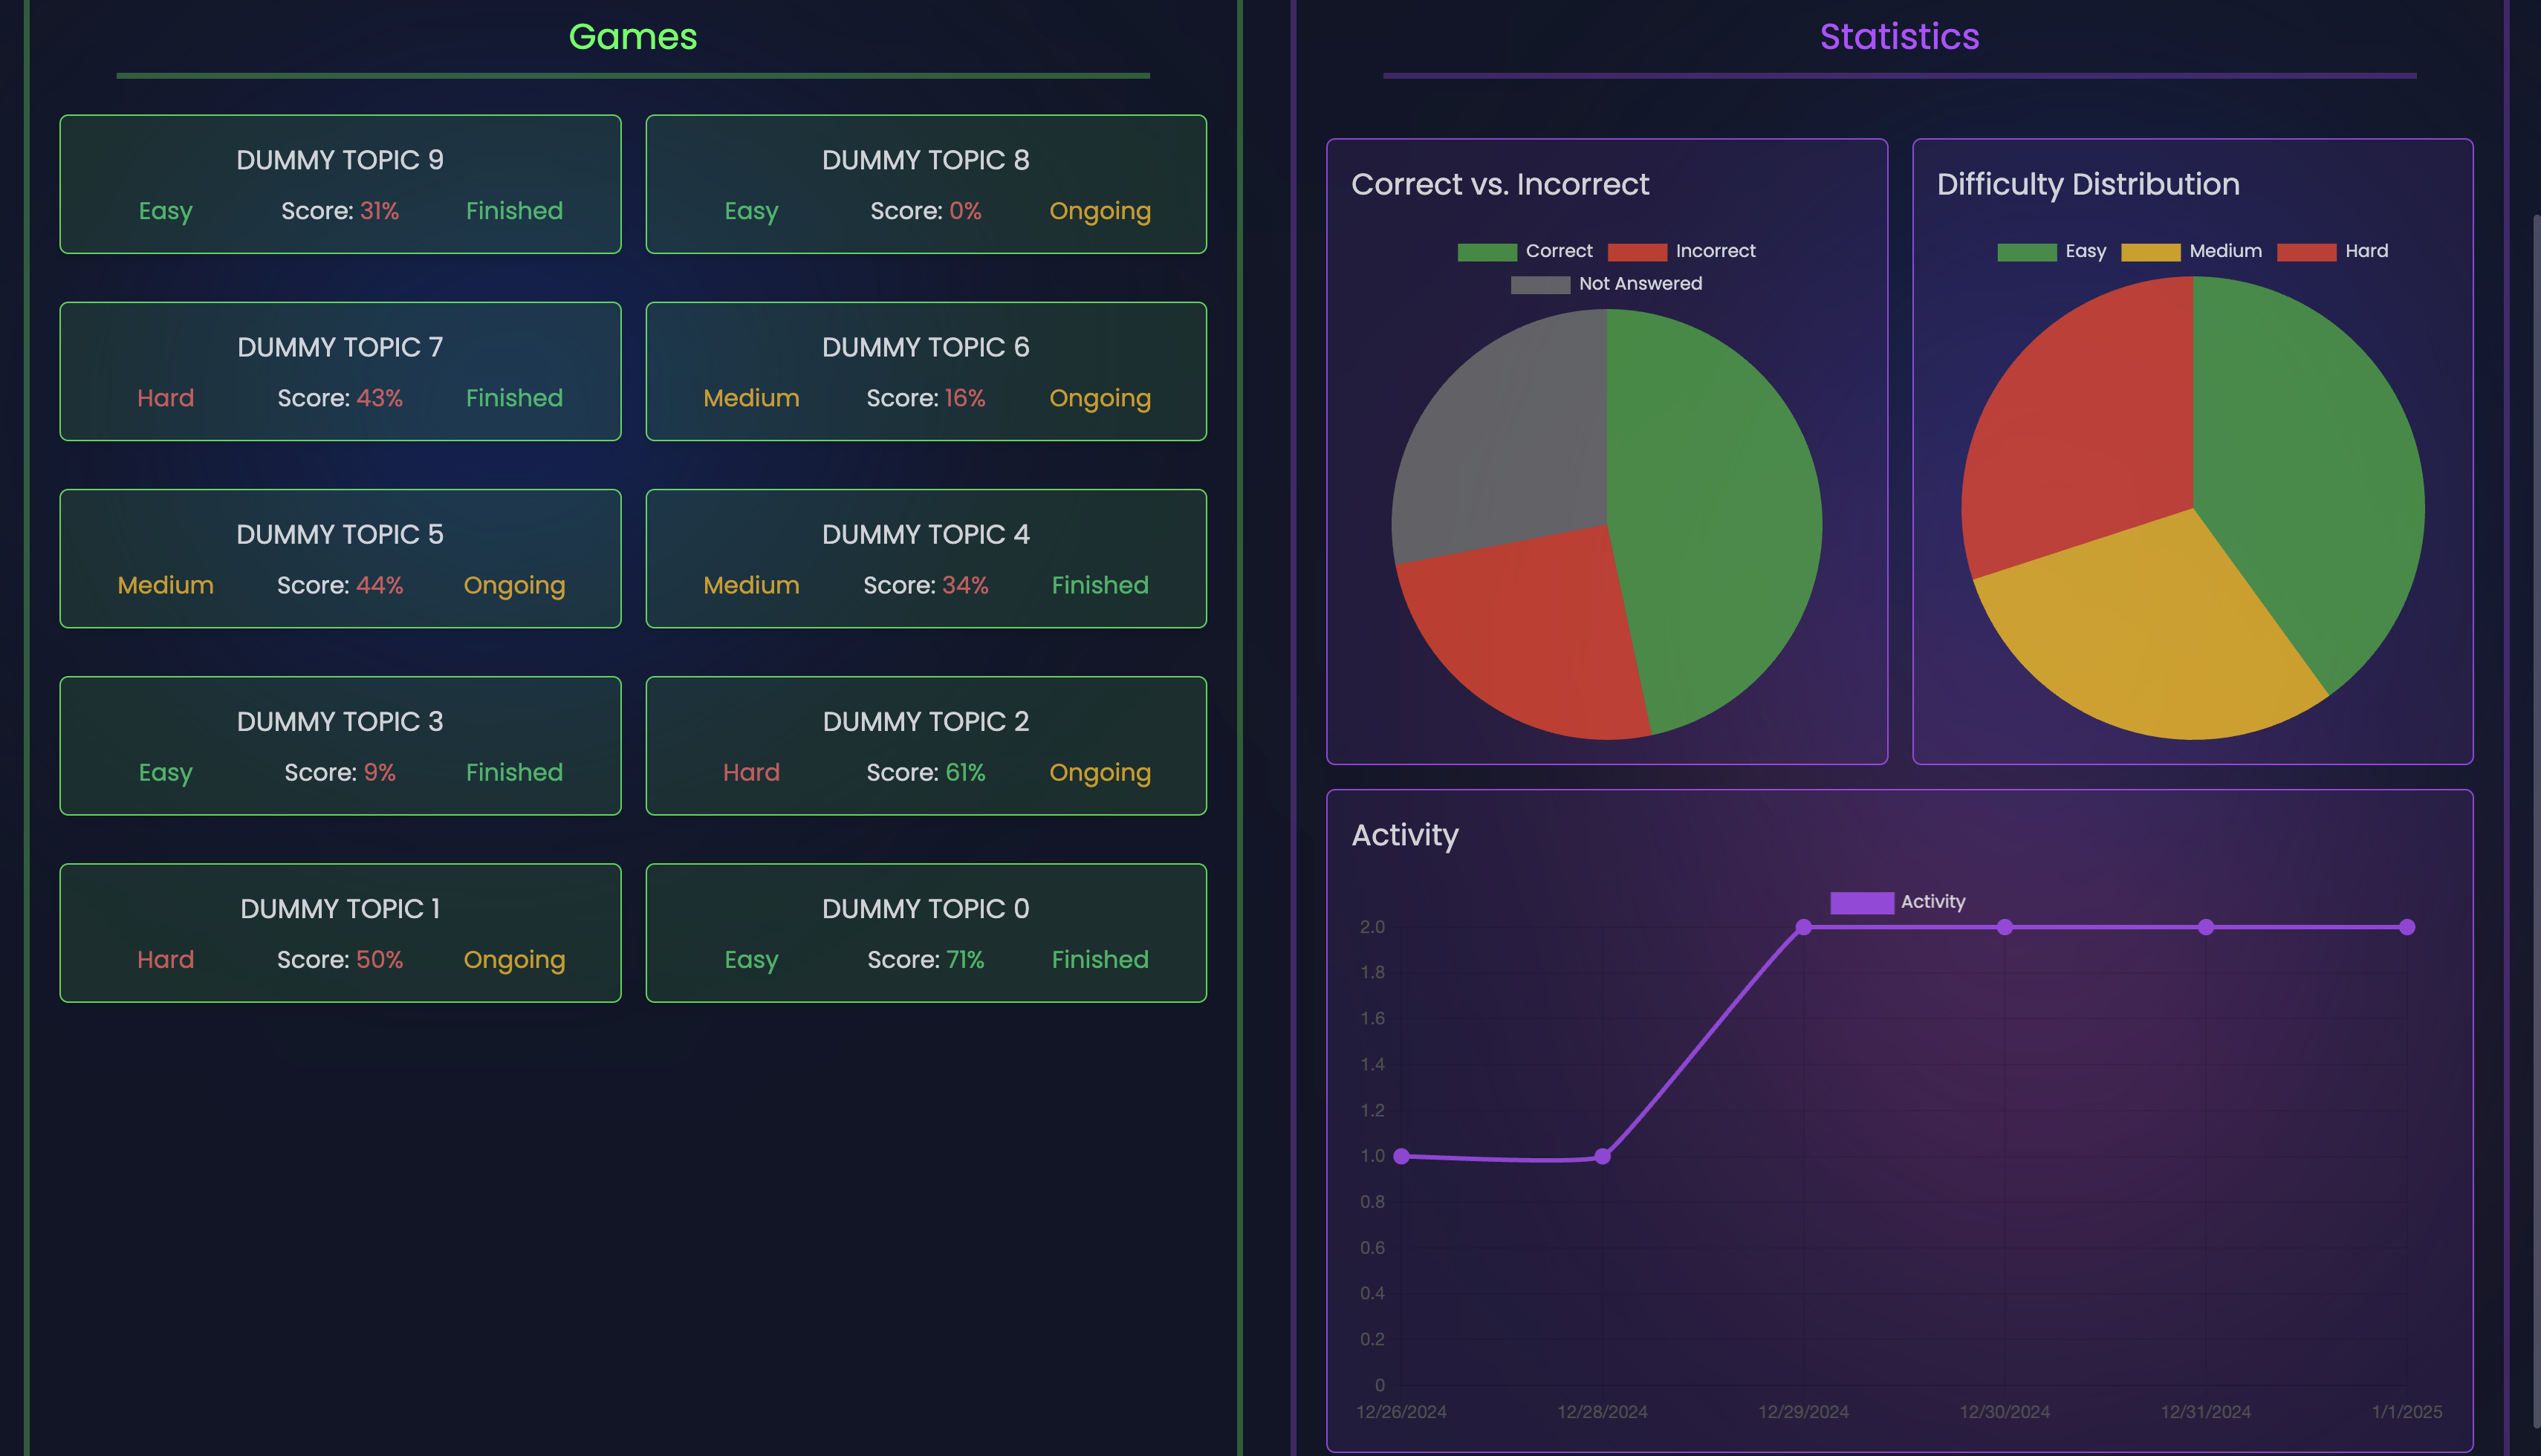 Games
DUMMY TOPIC 9
Easy Score: 31% Finished
DUMMY TOPIC 8
Easy Score: 0% Ongoing
DUMMY TOPIC 7
Hard Score: 43% Finished
DUMMY TOPIC 6
Medium Score: 16% Ongoing
DUMMY TOPIC 5
Medium Score: 44% Ongoing
DUMMY TOPIC 4
Medium Score: 34% Finished
DUMMY TOPIC 3
Easy Score: 9% Finished
DUMMY TOPIC 2
Hard Score: 61% Ongoing
DUMMY TOPIC 1
Hard Score: 50% Ongoing
DUMMY TOPIC 0
Easy Score: 71% Finished
Statistics
Correct vs. Incorrect
Correct Incorrect
Not Answered
Difficulty Distribution
Easy Medium Hard
Activity
Activity
2.0
1.8
1.6
1.4
1.2
1.0
0.8
0.6
0.4
0.2
0
12/26/2024 12/28/2024 12/29/2024 12/30/2024 12/31/2024 1/1/2025